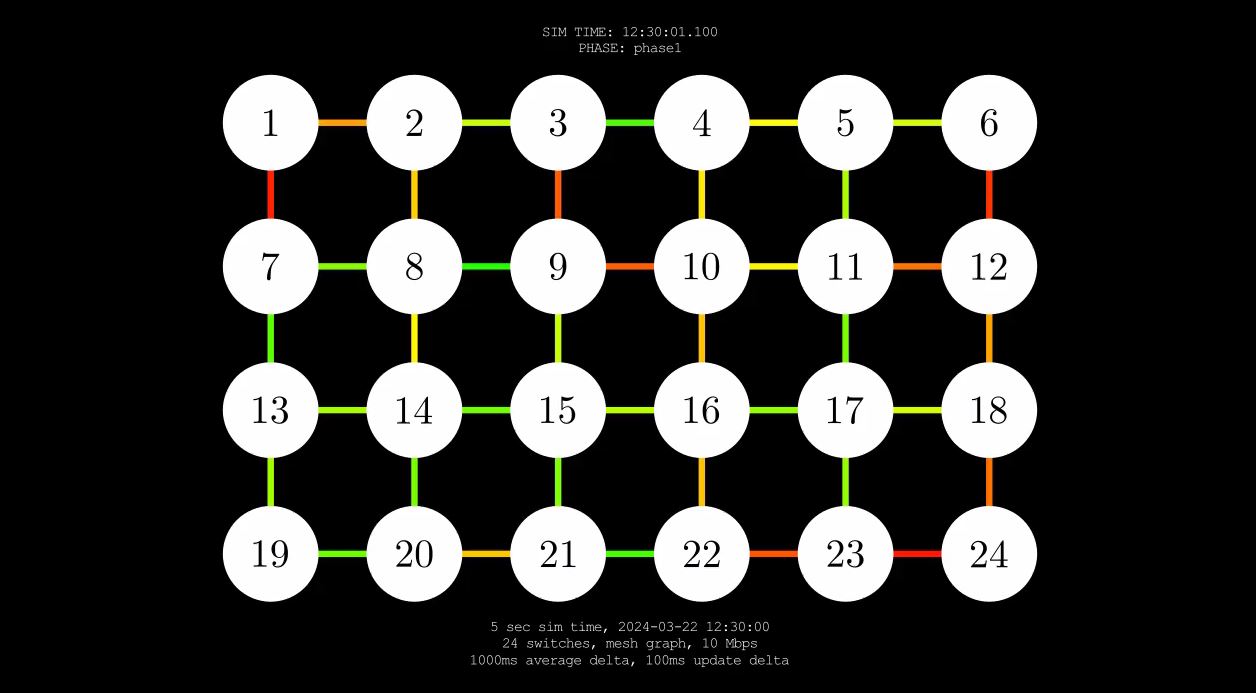 SIM TIME: 12:30:01.100
PHASE: phase1
1 2 3 4 5 6
7 8 9 10 11 12
13 14 15 16 17 18
19 20 21 22 23 24
5 sec sim time, 2024-03-22 12:30:00
24 switches, mesh graph, 10 Mbps
1000ms average delta, 100ms update delta